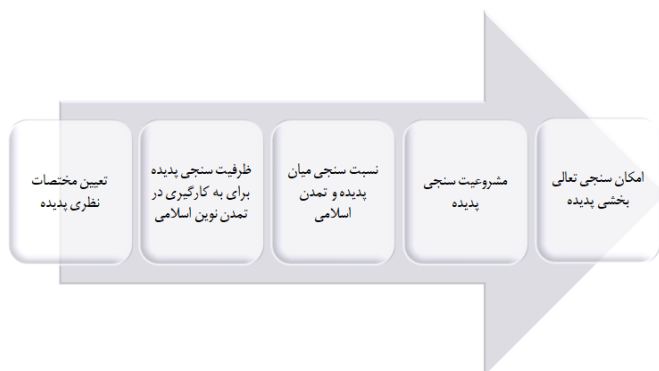 تعیین مختصات
نظری پدیده
ظرفیت سنجی پدیده
برای به کارگیری در
تمدن نوین اسلامی
نسبت سنجی میان
پدیده و تمدن
اسلامی
مشروعیت سنجی
پدیده
امکان سنجی تعالی
بخشی پدیده